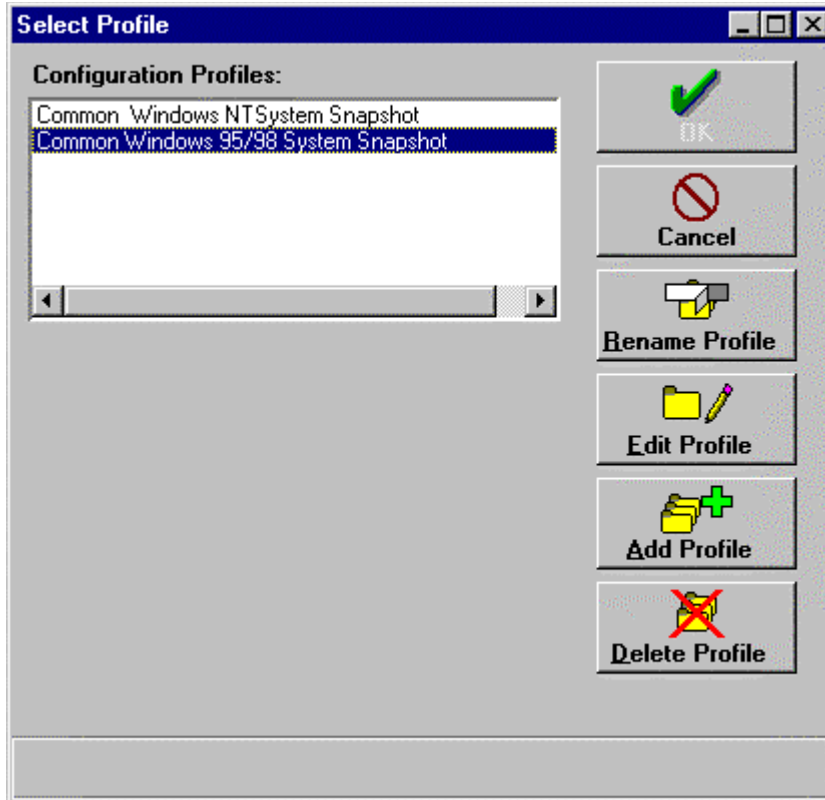 Select Profile
Configuration Profiles:
Common  Windows NTSystem Snapshot
Common Windows 95/98 System Snapshot
OK
Cancel
Rename Profile
Edit Profile
Add Profile
Delete Profile